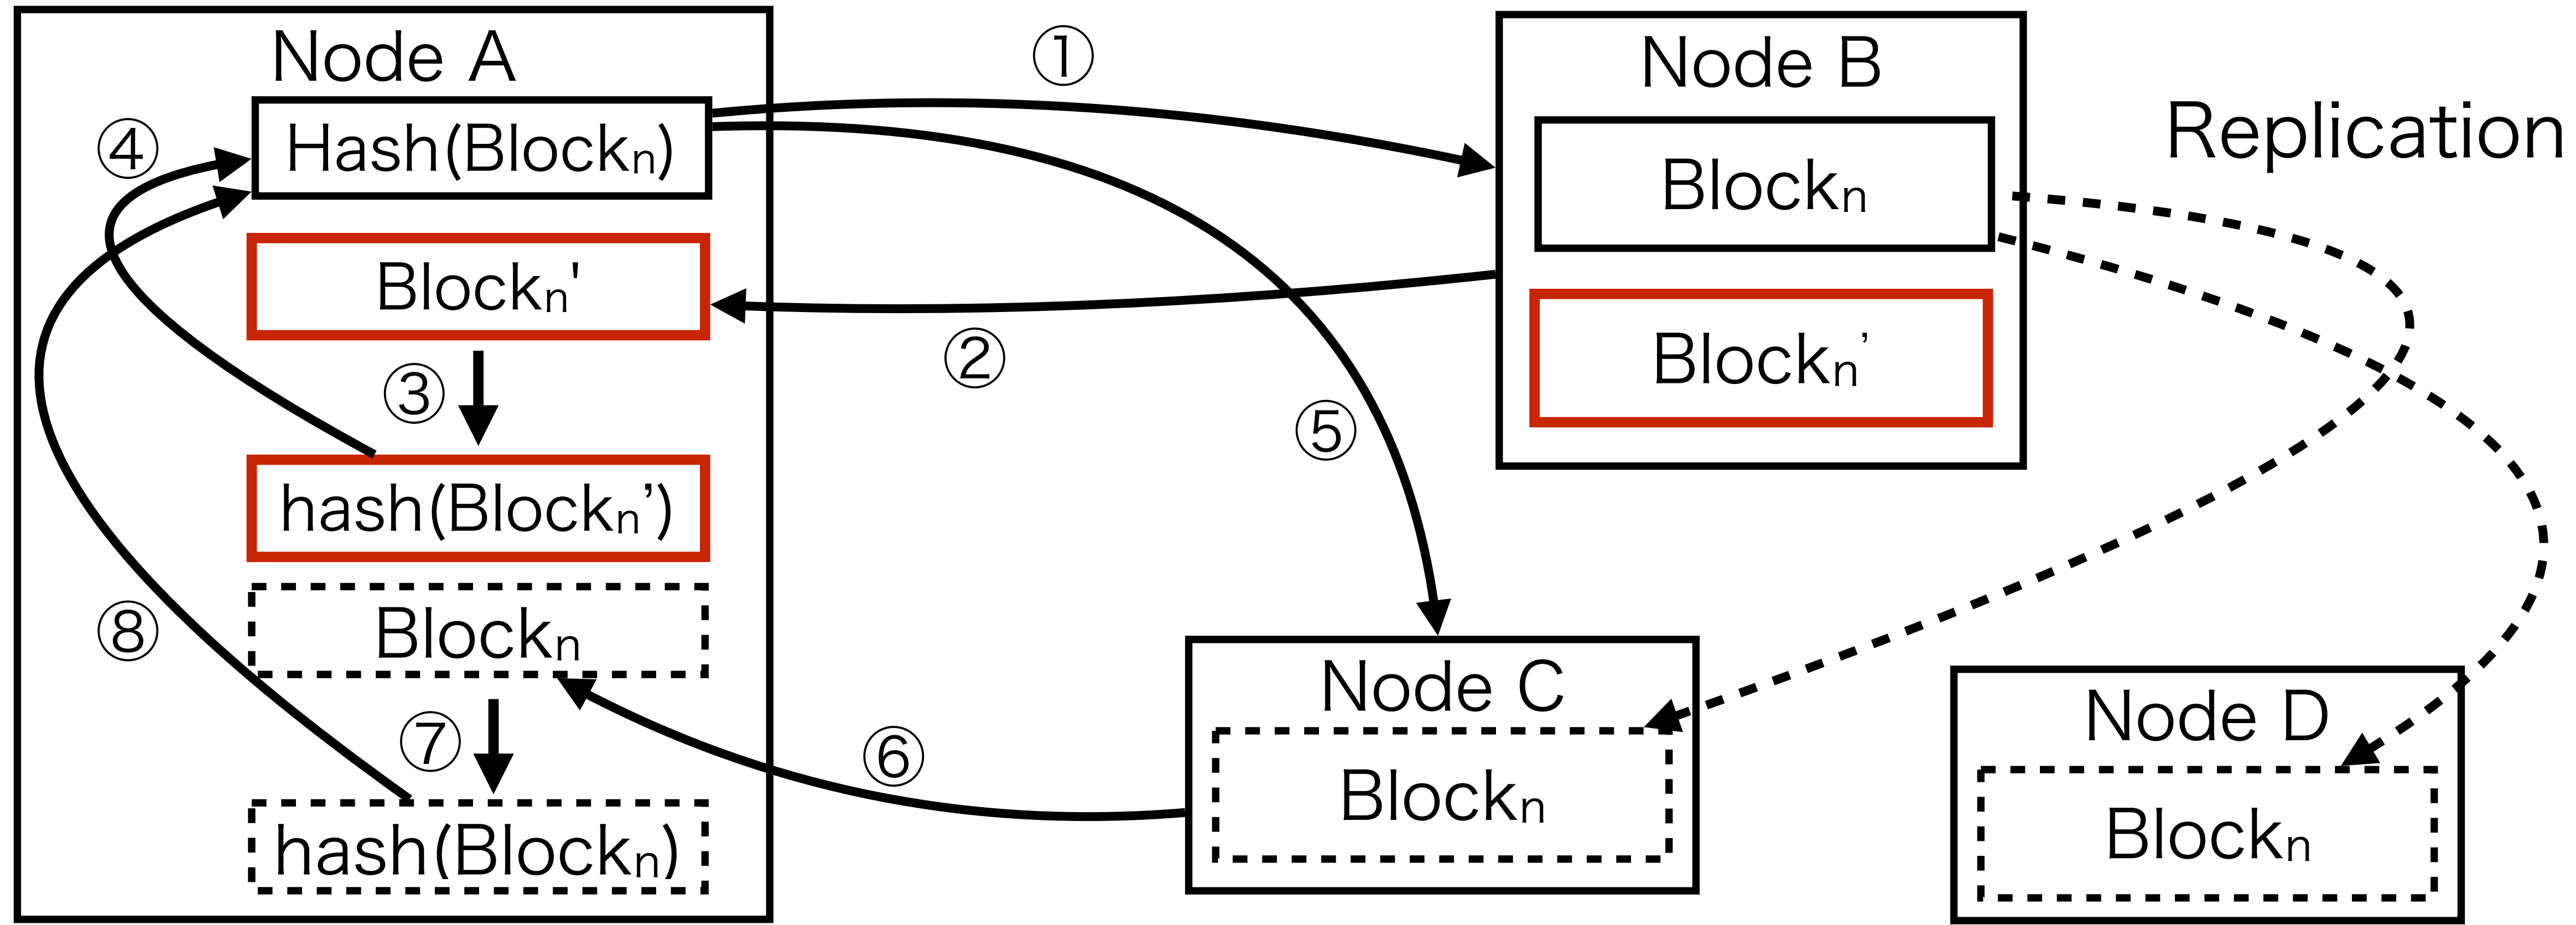 Node A
Hash(Blockₙ)
Blockₙ'
hash(Blockₙ’)
Blockₙ
hash(Blockₙ)
④
③
⑧
⑦
①
②
⑤
⑥
Node B
Blockₙ
Blockₙ’
Replication
Node C
Blockₙ
Node D
Blockₙ